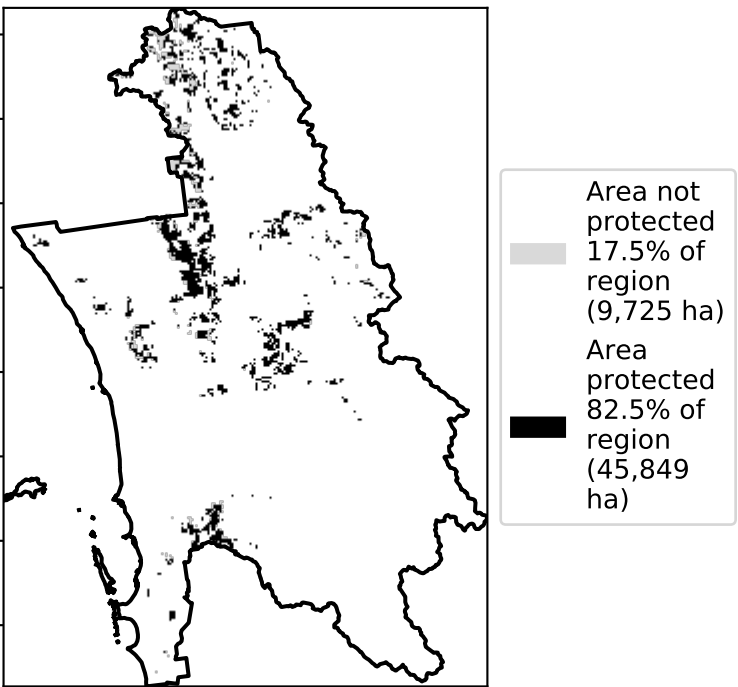 Area not
protected
17.5% of
region
(9,725 ha)
Area
protected
82.5% of
region
(45,849
ha)